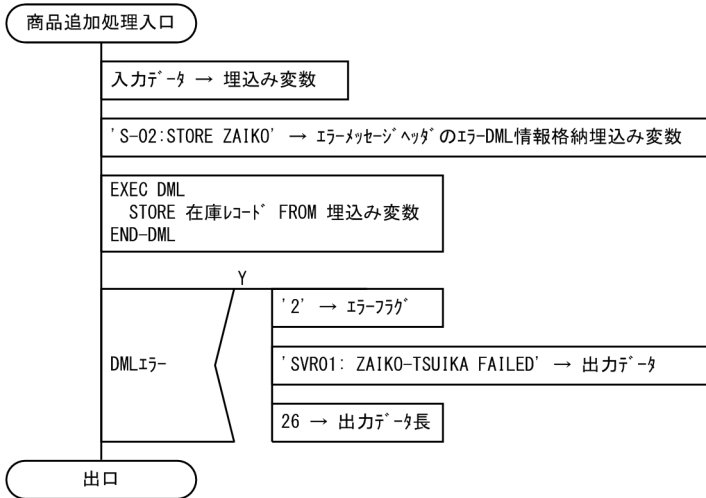 商品追加処理入口
入力ﾃﾞｰﾀ → 埋込み変数
'S-02:STORE ZAIKO' → ｴﾗｰﾒｯｾｰｼﾞﾍｯﾀﾞのｴﾗｰDML情報格納埋込み変数
EXEC DML
STORE 在庫ﾚｺｰﾄﾞ FROM 埋込み変数
END-DML
Y
'2' → ｴﾗｰﾌﾗｸﾞ
DMLｴﾗｰ
'SVR01: ZAIKO-TSUIKA FAILED' → 出力ﾃﾞｰﾀ
26 → 出力ﾃﾞｰﾀ長
出口